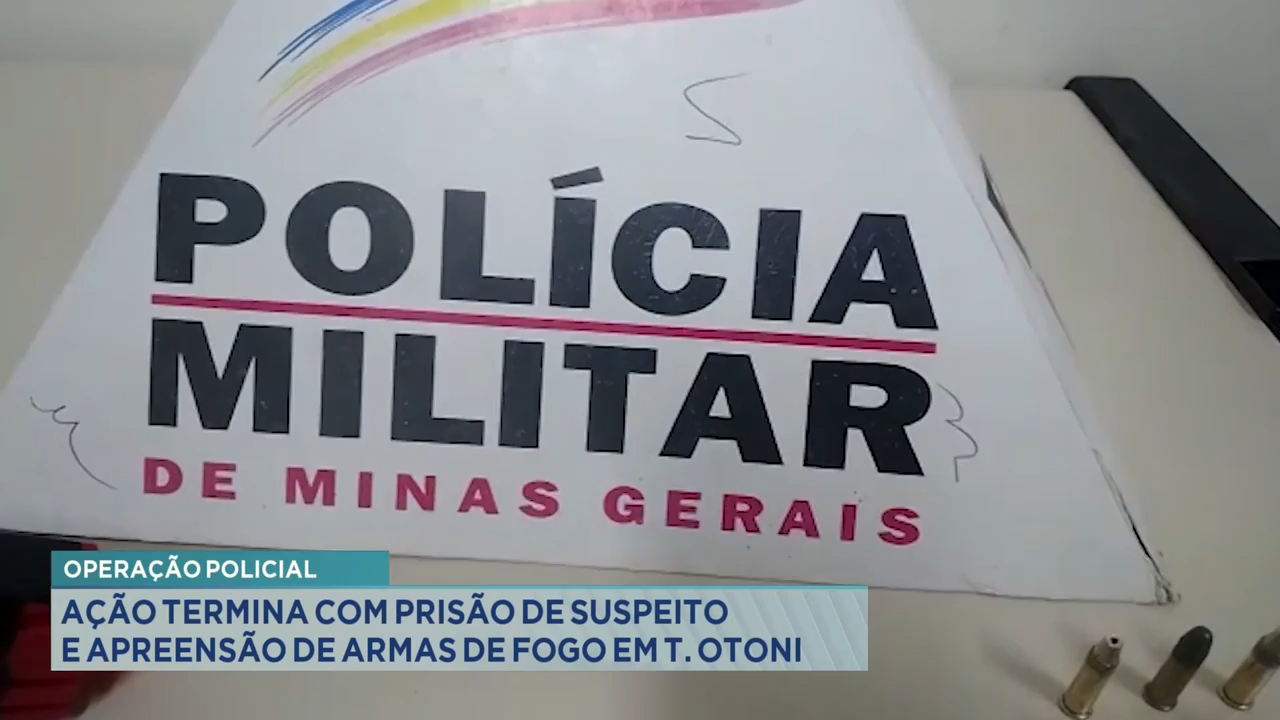 POLÍCIA
MILITAR
DE MINAS GERAIS
OPERAÇÃO POLICIAL
AÇÃO TERMINA COM PRISÃO DE SUSPEITO
E APREENSÃO DE ARMAS DE FOGO EM T. OTONI